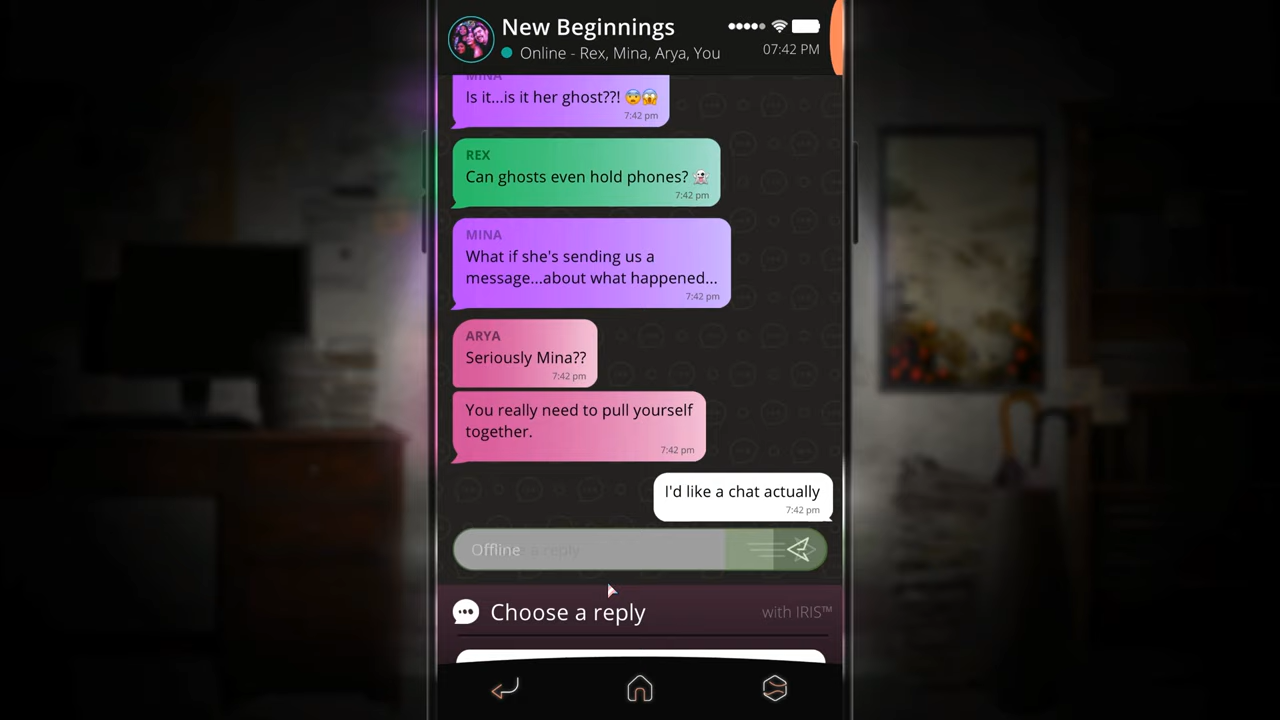 New Beginnings
Online - Rex, Mina, Arya, You
07:42 PM
MINA
Is it...is it her ghost??! 😨😱
7:42 pm
REX
Can ghosts even hold phones? 👻
7:42 pm
MINA
What if she's sending us a
message...about what happened...
7:42 pm
ARYA
Seriously Mina??
7:42 pm
You really need to pull yourself
together.
7:42 pm
I'd like a chat actually
7:42 pm
Offline a reply
Choose a reply
with IRIS™